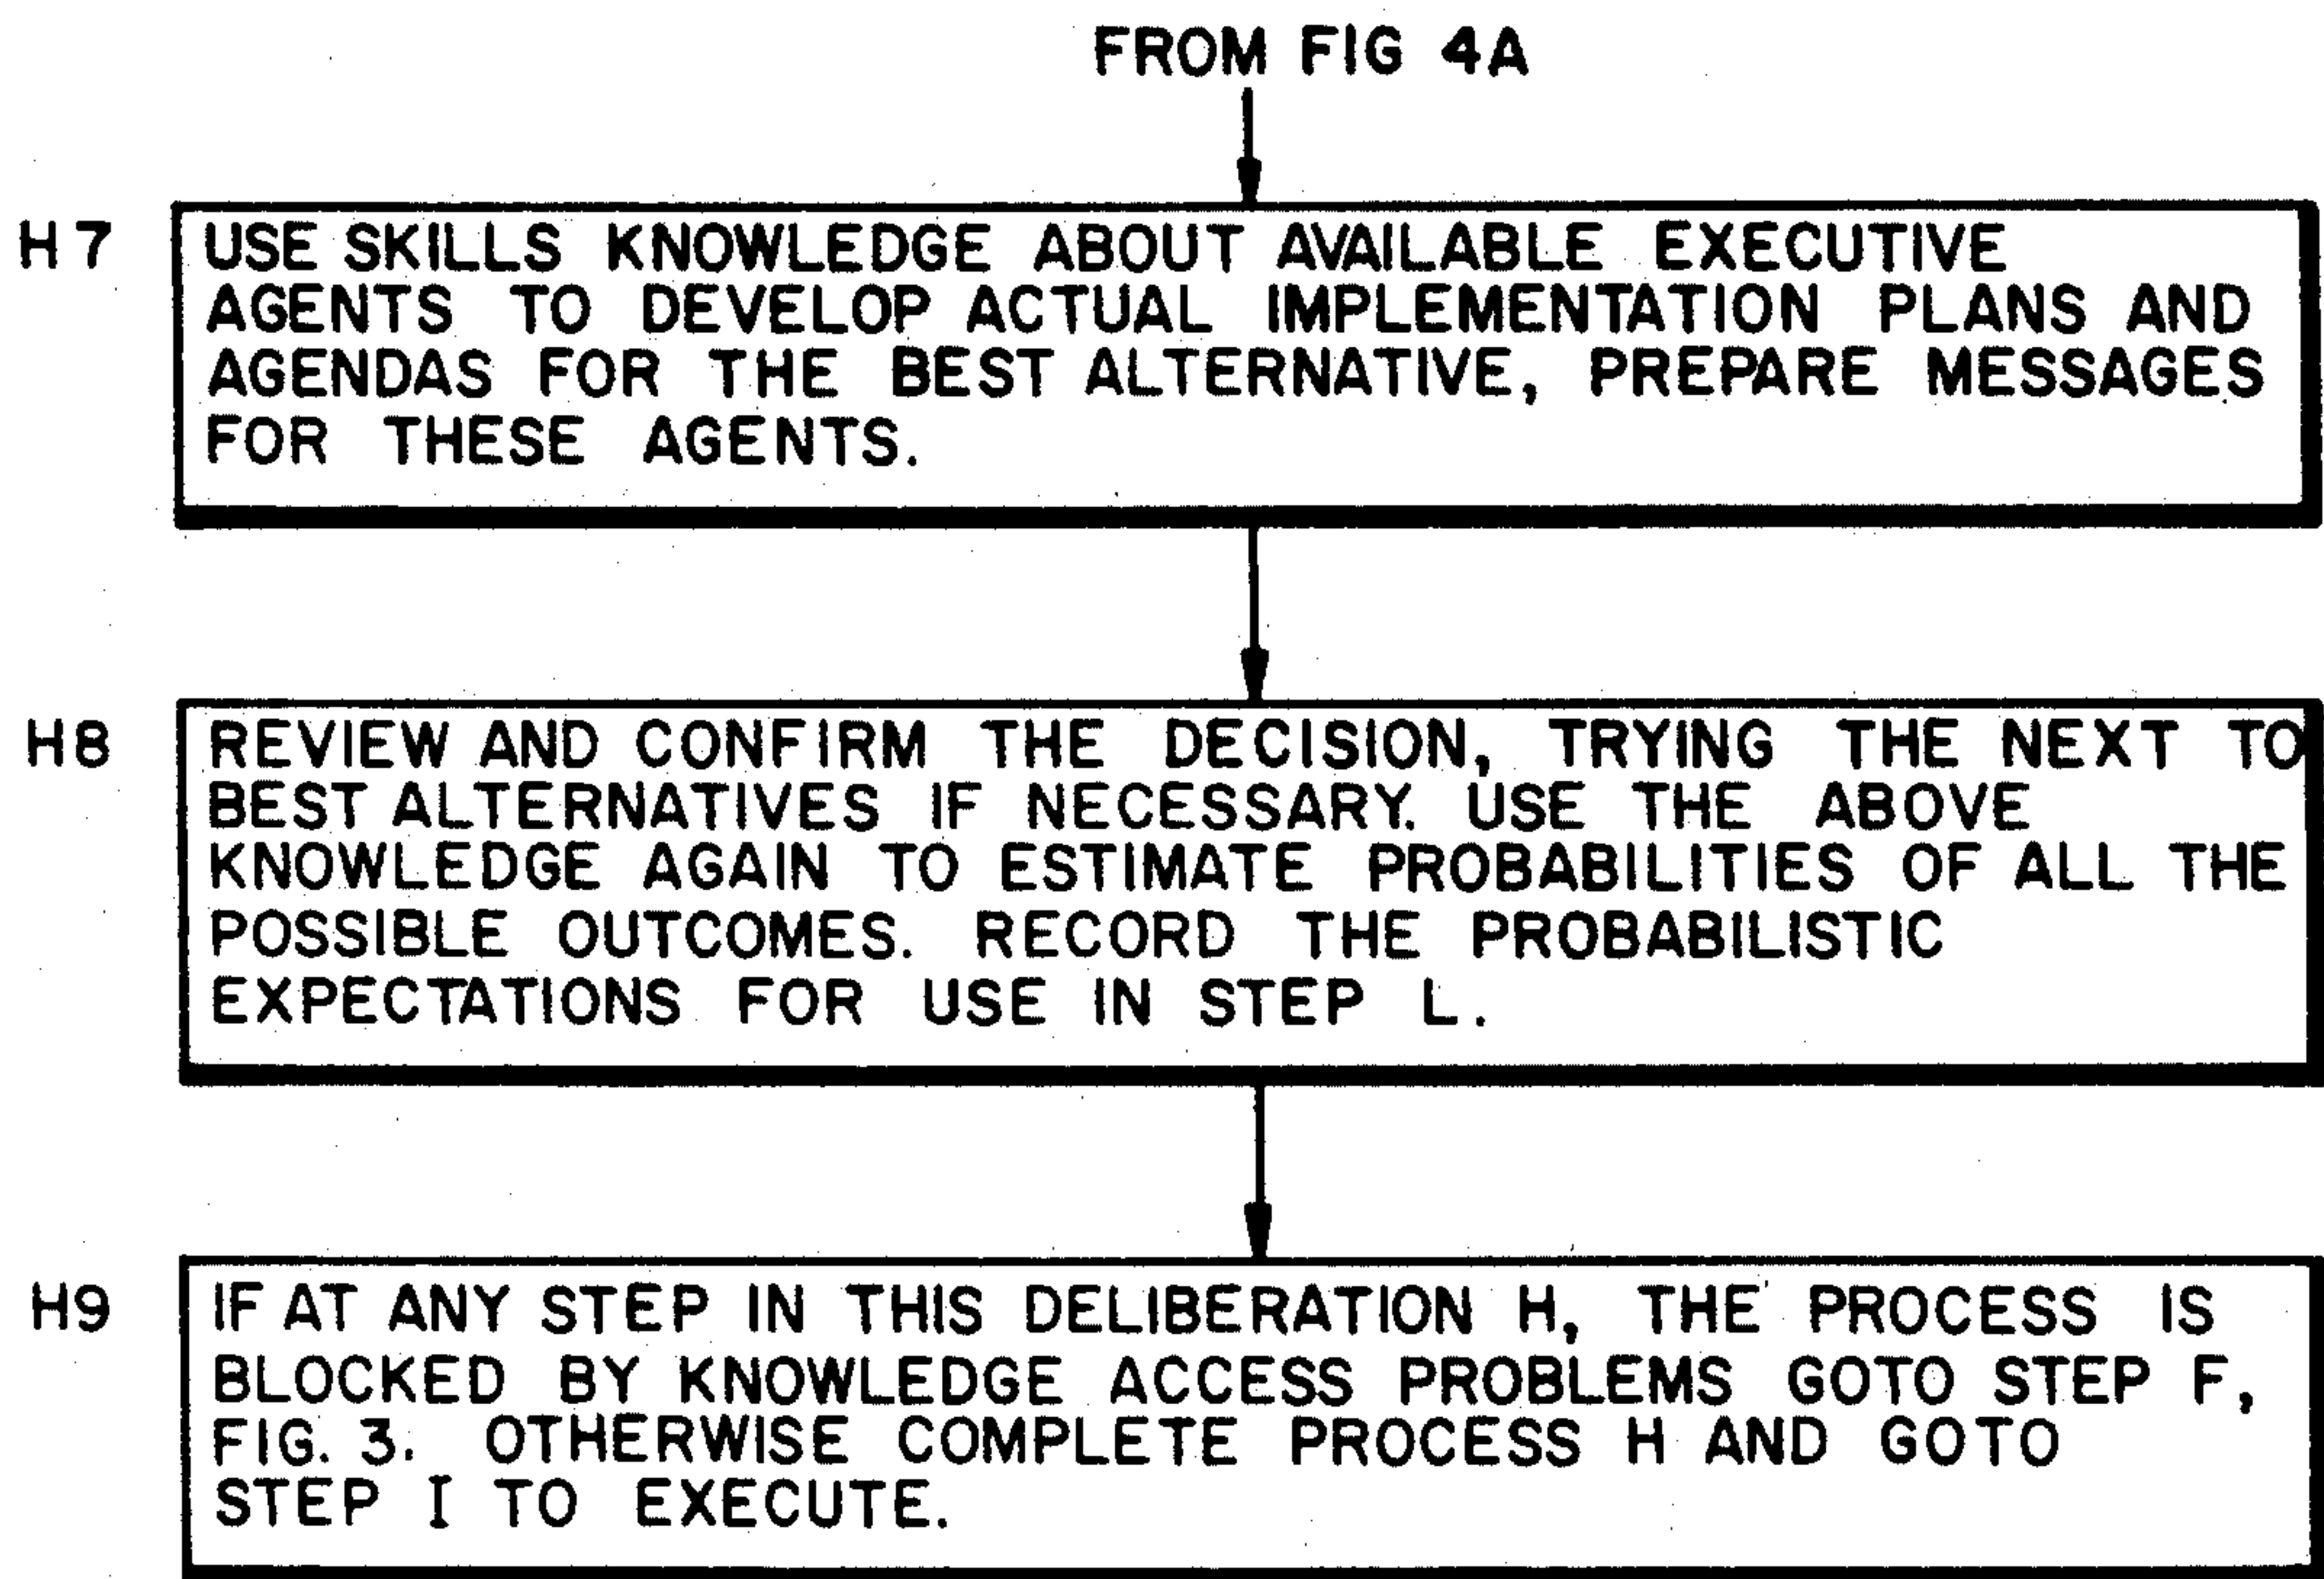 FROM FIG 4A
H7 USE SKILLS KNOWLEDGE ABOUT AVAILABLE EXECUTIVE
AGENTS TO DEVELOP ACTUAL IMPLEMENTATION PLANS AND
AGENDAS FOR THE BEST ALTERNATIVE, PREPARE MESSAGES
FOR THESE AGENTS.
H8 REVIEW AND CONFIRM THE DECISION, TRYING THE NEXT TO
BEST ALTERNATIVES IF NECESSARY. USE THE ABOVE
KNOWLEDGE AGAIN TO ESTIMATE PROBABILITIES OF ALL THE
POSSIBLE OUTCOMES. RECORD THE PROBABILISTIC
EXPECTATIONS FOR USE IN STEP L.
H9 IF AT ANY STEP IN THIS DELIBERATION H, THE PROCESS IS
BLOCKED BY KNOWLEDGE ACCESS PROBLEMS GOTO STEP F,
FIG. 3. OTHERWISE COMPLETE PROCESS H AND GOTO
STEP I TO EXECUTE.